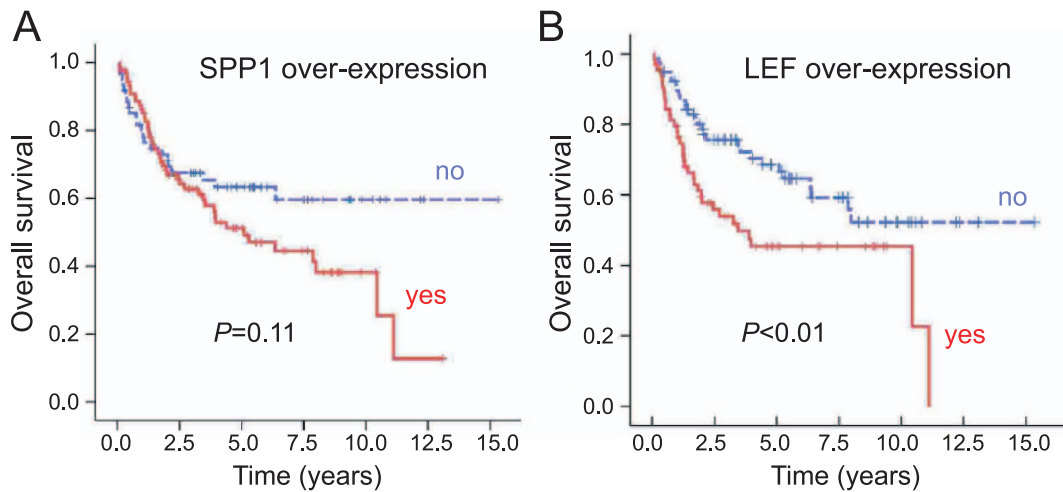 A
SPP1 over-expression
Overall survival
1.0
0.8
0.6
0.4
0.2
0.0
no
yes
P=0.11
0.0 2.5 5.0 7.5 10.0 12.5 15.0
Time (years)
B
LEF over-expression
Overall survival
1.0
0.8
0.6
0.4
0.2
0.0
no
yes
P<0.01
0.0 2.5 5.0 7.5 10.0 12.5 15.0
Time (years)